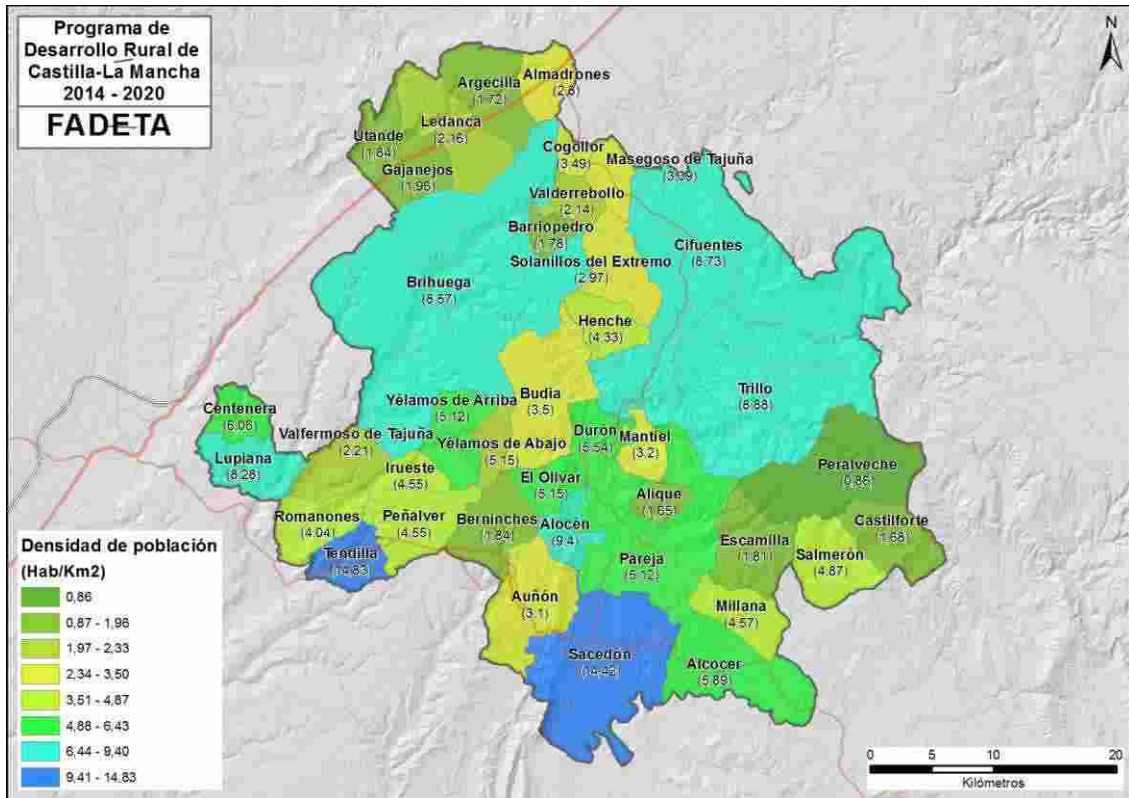 Programa de
Desarrollo Rural de
Castilla-La Mancha
2014 - 2020
FADETA
N
Argecilla
(1.72)
Almadrones
(2.6)
Ledanca
(2.16)
Utande
(1.84)
Gajanejos
(1.96)
Cogollor
(3.49)
Masegoso de Tajuña
(3.39)
Valderrebollo
(2.14)
Barriopedro
(1.78)
Cifuentes
(8.73)
Solanillos del Extremo
(2.97)
Brihuega
(8.57)
Henche
(4.33)
Trillo
(8.88)
Budia
(3.5)
Yélamos de Arriba
(5.12)
Centenera
(6.06)
Valfermoso de Tajuña
(2.21)
Yélamos de Abajo
(5.15)
Durón
(5.54)
Mantiel
(3.2)
Lupiana
(8.28)
Irueste
(4.55)
El Olivar
(5.15)
Peralveche
(0.86)
Alique
(1.65)
Romanones
(4.04)
Peñalver
(4.55)
Berninches
(1.84)
Alocén
(9.4)
Castilforte
(1.68)
Escamilla
(1.81)
Salmerón
(4.87)
Tendilla
(14.83)
Pareja
(5.12)
Auñón
(3.1)
Millana
(4.57)
Sacedón
(14.42)
Alcocer
(5.89)
Densidad de población
(Hab/Km2)
0,86
0,87 - 1,96
1,97 - 2,33
2,34 - 3,50
3,51 - 4,87
4,88 - 6,43
6,44 - 9,40
9,41 - 14,83
0 5 10 20
Kilómetros